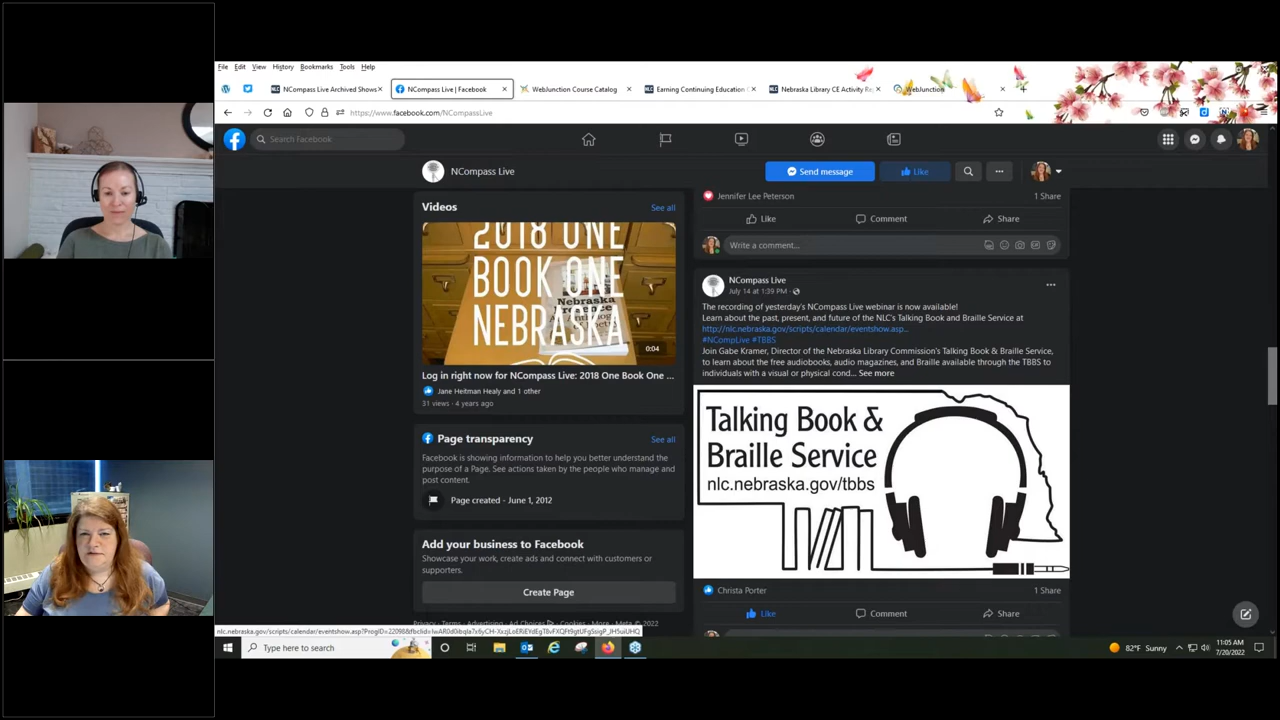 File Edit View History Bookmarks Tools Help
NCompass Live Archived Shows
NCompass Live | Facebook
WebJunction Course Catalog
Earning Continuing Education
Nebraska Library CE Activity Re
WebJunction
https://www.facebook.com/NCompassLive
Search Facebook
NCompass Live
Send message
Like
Videos
See all
2018 ONE
BOOK ONE
NEBRASKA
0:04
Log in right now for NCompass Live: 2018 One Book One ...
Jane Heitman Healy and 1 other
31 views · 4 years ago
Page transparency
See all
Facebook is showing information to help you better understand the
purpose of a Page. See actions taken by the people who manage and
post content.
Page created - June 1, 2012
Add your business to Facebook
Showcase your work, create ads and connect with customers or
supporters.
Create Page
Privacy · Terms · Advertising · Ad Choices · Cookies · More · Meta © 2022
Jennifer Lee Peterson
1 Share
Like Comment Share
Write a comment...
NCompass Live
July 14 at 1:39 PM ·
The recording of yesterday's NCompass Live webinar is now available!
Learn about the past, present, and future of the NLC's Talking Book and Braille Service at
http://nlc.nebraska.gov/scripts/calendar/eventshow.asp...
#NCompLive #TBBS
Join Gabe Kramer, Director of the Nebraska Library Commission's Talking Book & Braille Service,
to learn about the free audiobooks, audio magazines, and Braille available through the TBBS to
individuals with a visual or physical cond... See more
Talking Book &
Braille Service
nlc.nebraska.gov/tbbs
Christa Porter
1 Share
Like Comment Share
Type here to search
82°F Sunny
11:05 AM
7/20/2022